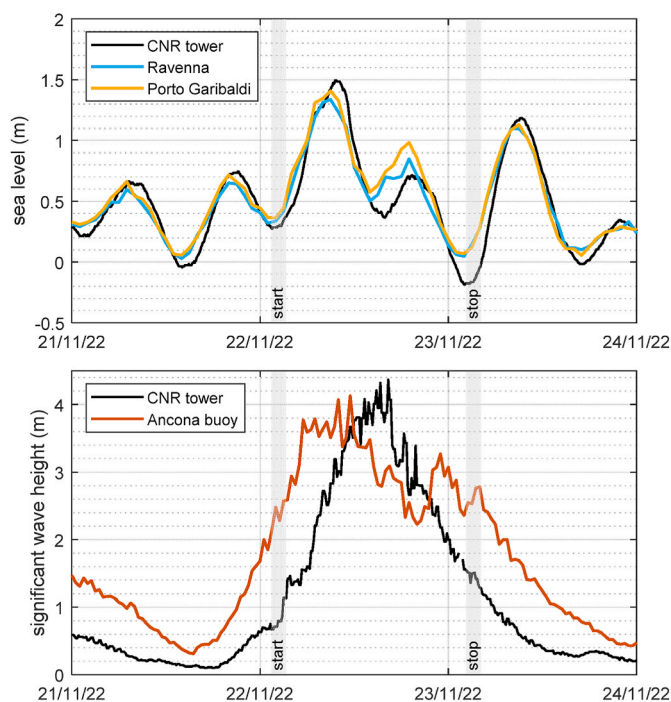 2
CNR tower
Ravenna
Porto Garibaldi
1.5
1
0.5
0
-0.5
sea level (m)
start
stop
21/11/22
22/11/22
23/11/22
24/11/22
CNR tower
Ancona buoy
4
3
2
1
0
significant wave height (m)
start
stop
21/11/22
22/11/22
23/11/22
24/11/22